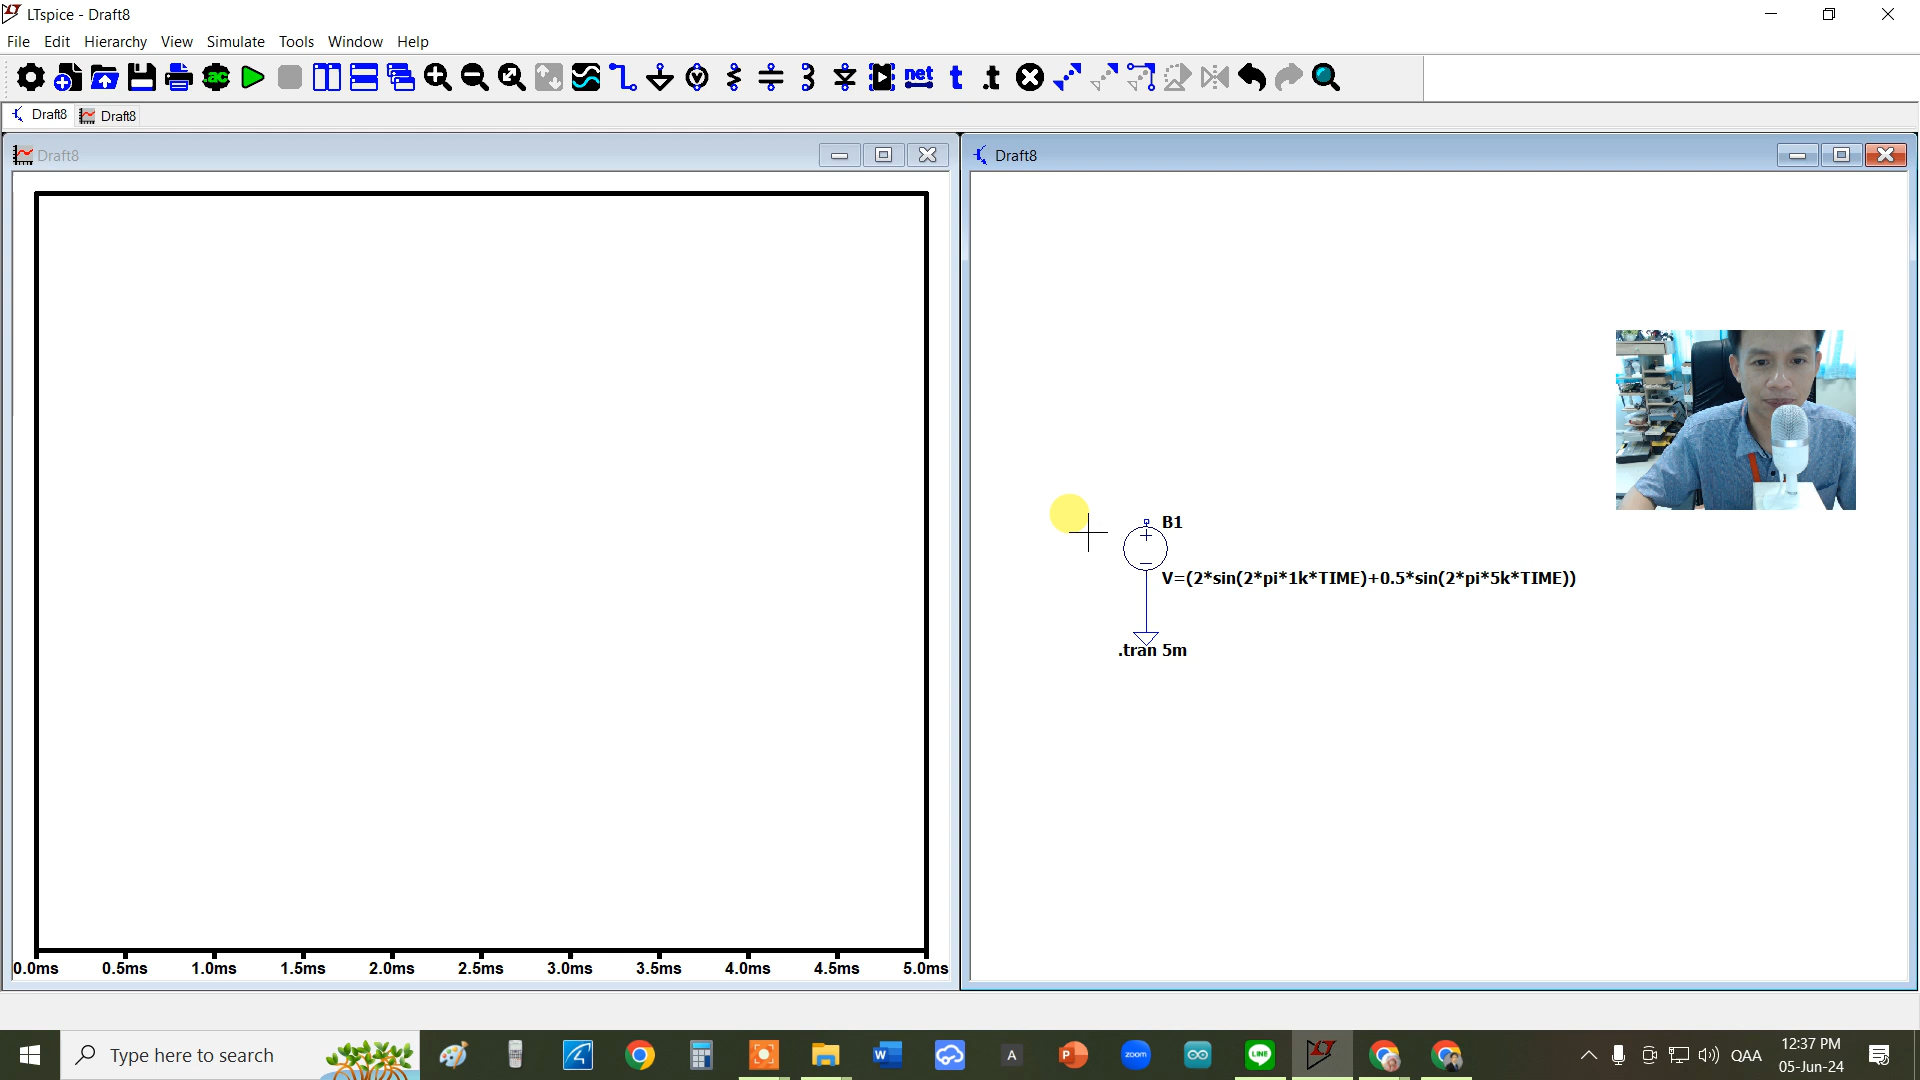 LTspice - Draft8
File Edit Hierarchy View Simulate Tools Window Help
.ac
net t .t
Draft8 Draft8
Draft8
Draft8
B1
V=(2*sin(2*pi*1k*TIME)+0.5*sin(2*pi*5k*TIME))
.tran 5m
0.0ms 0.5ms 1.0ms 1.5ms 2.0ms 2.5ms 3.0ms 3.5ms 4.0ms 4.5ms 5.0ms
Type here to search
W A P zoom LINE
QAA
12:37 PM
05-Jun-24